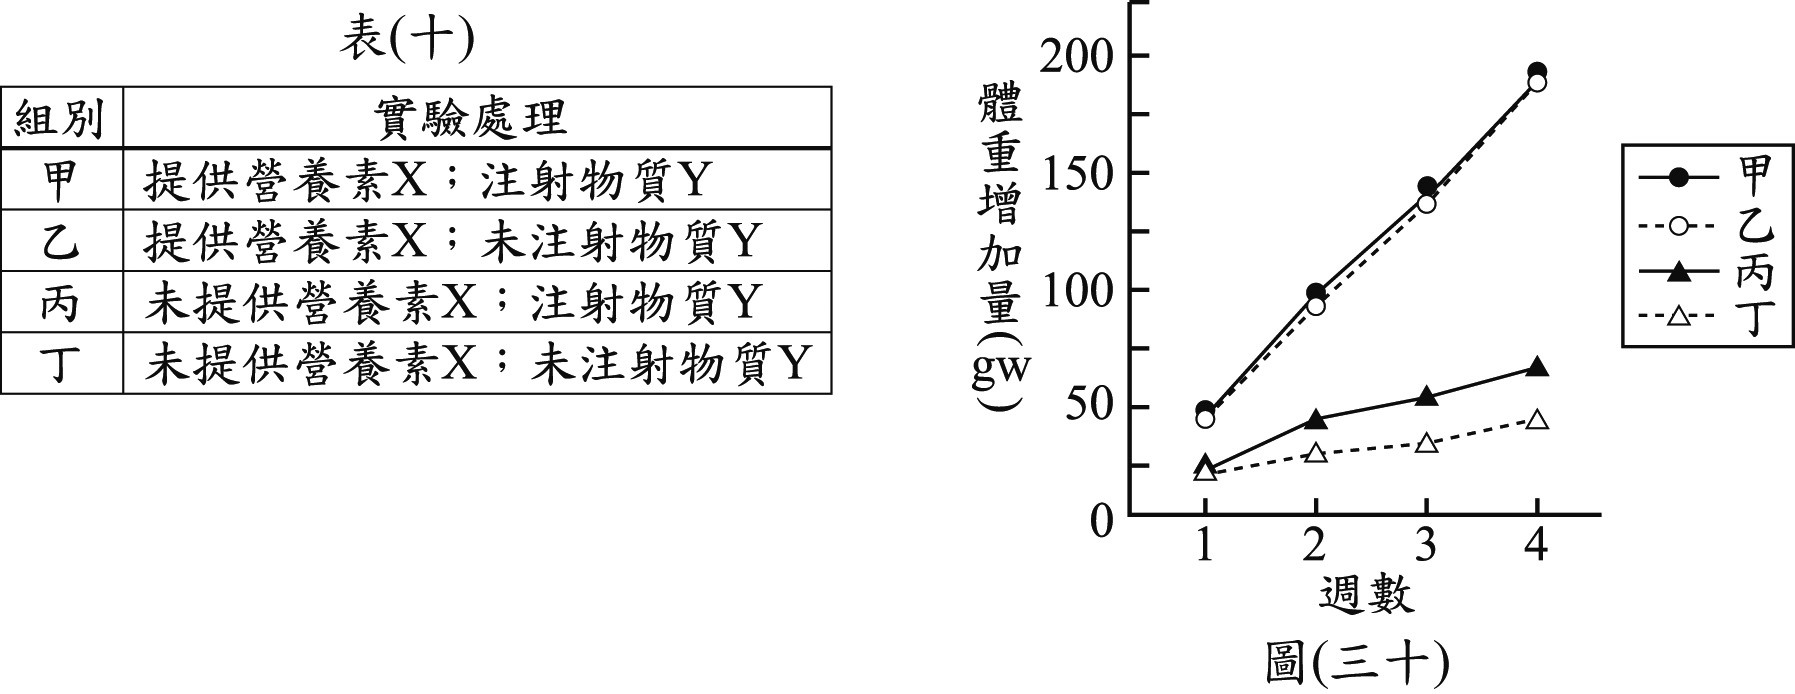 表(十)
組別 實驗處理
甲 提供營養素X；注射物質Y
乙 提供營養素X；未注射物質Y
丙 未提供營養素X；注射物質Y
丁 未提供營養素X；未注射物質Y
體重增加量(gw)
200
150
100
50
0
1 2 3 4
週數
甲
乙
丙
丁
圖(三十)